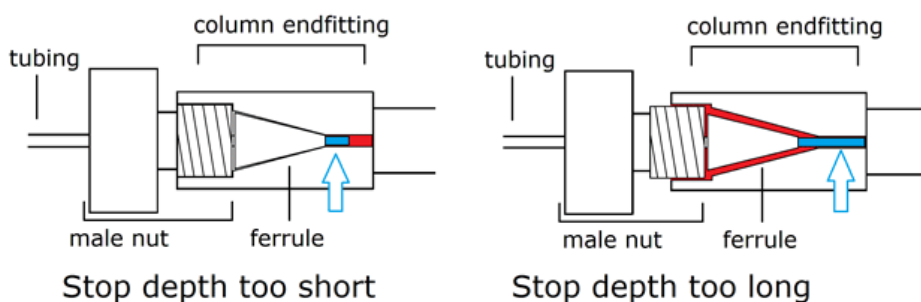 column endfitting
tubing
male nut
ferrule
Stop depth too short
column endfitting
tubing
male nut
ferrule
Stop depth too long